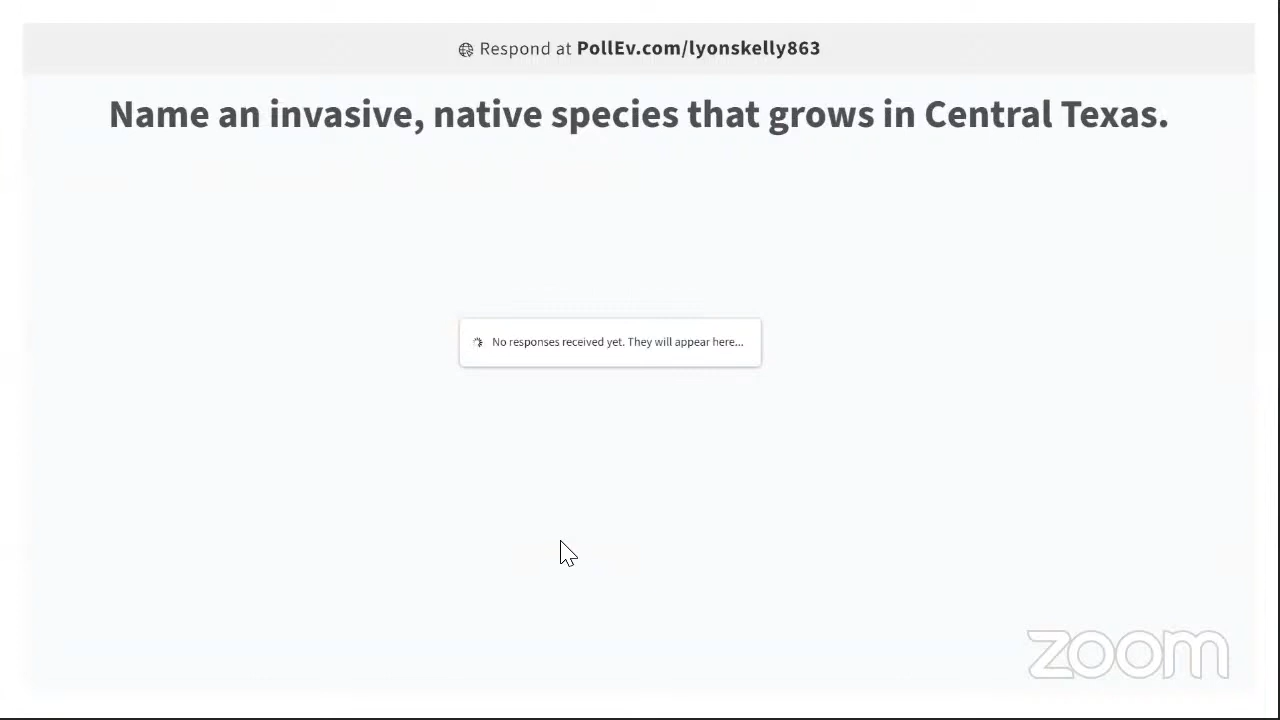 Respond at PollEv.com/lyonskelly863
Name an invasive, native species that grows in Central Texas.
No responses received yet. They will appear here...
zoom